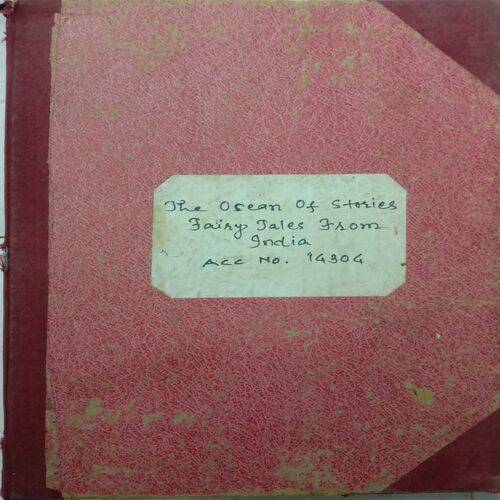 The Ocean Of Stories
Fairy Tales From
India
Acc No. 14304